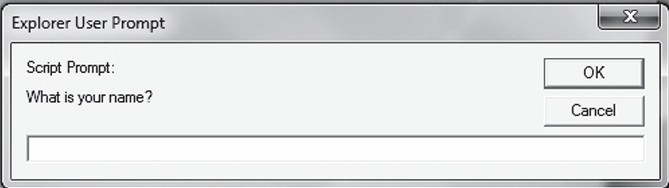 Explorer User Prompt
X
Script Prompt:
What is your name?
OK
Cancel